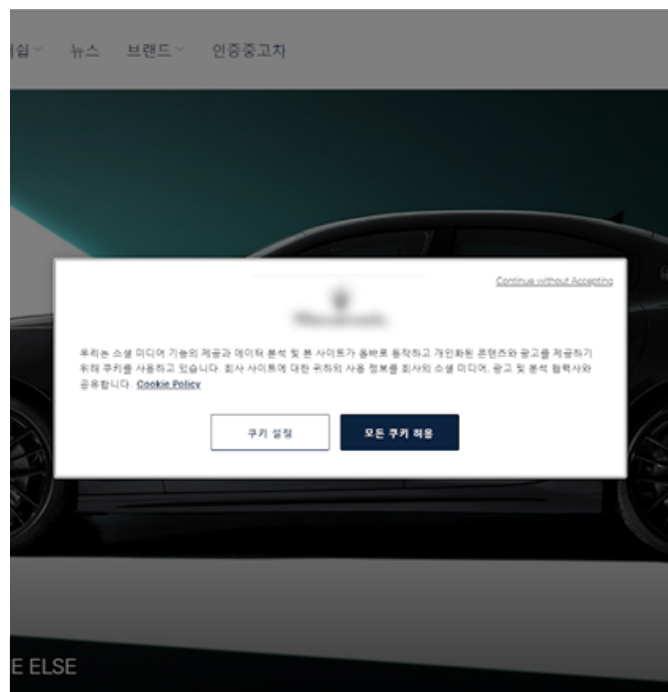 뉴스 브랜드 인증중고차
Continue without Accepting
우리는 소셜 미디어 기능의 제공과 데이터 분석 및 본 사이트가 올바로 동작하고 개인화된 콘텐츠와 광고를 제공하기
위해 쿠키를 사용하고 있습니다. 회사 사이트에 대한 귀하의 사용 정보를 회사의 소셜 미디어, 광고 및 분석 협력사와
공유합니다. Cookie Policy
쿠키 설정 모든 쿠키 허용
E ELSE